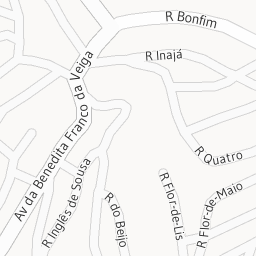 R Bonfim
R Inajá
Av da Benedita Franco da Veiga
R Quatro
R Flor-de-Maio
R Flor-de-Lis
R do Beijo
R Inglês de Sousa